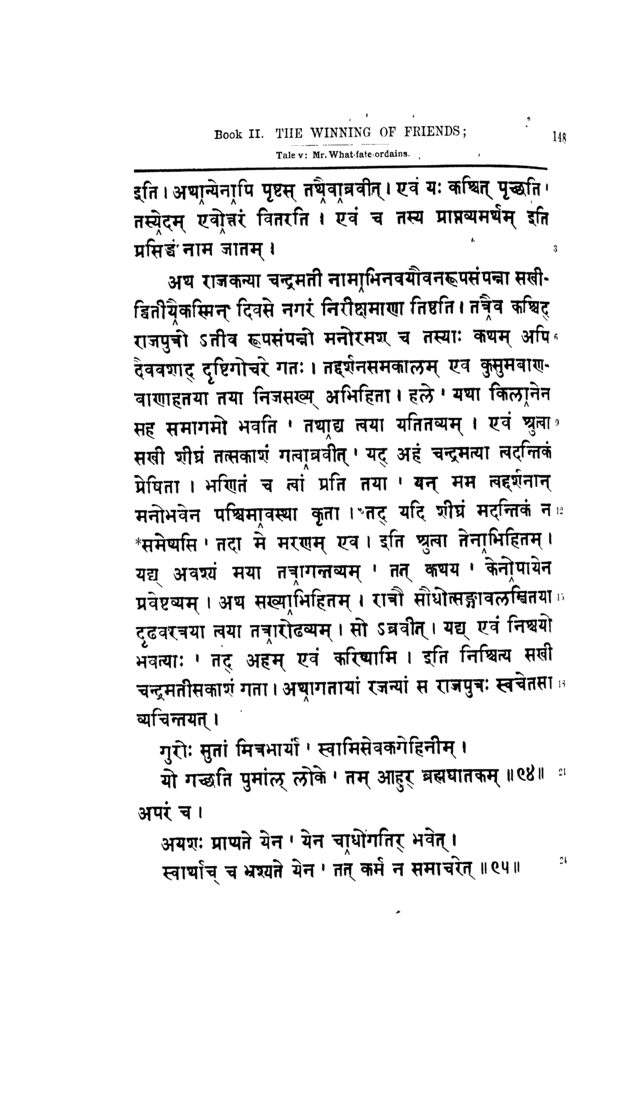 Book II. THE WINNING OF FRIENDS; 148
Tale v: Mr. What-fate-ordains.
इति। अथान्येनापि पृष्टस् तथैवाब्रवीत्। एवं यः कश्चित् पृच्छति '
तस्येदम् एवोत्तरं वितरति। एवं च तस्य प्राप्तव्यमर्थम् इति
प्रसिद्धं नाम जातम्। 3
अथ राजकन्या चन्द्रमती नामाभिनवयौवनरूपसंपन्ना सखी-
द्वितीयैकस्मिन् दिवसे नगरं निरीक्षमाणा तिष्ठति। तत्रैव कश्चिद्
राजपुत्रो ऽतीव रूपसंपन्नो मनोरमश् च तस्याः कथम् अपि 6
दैववशाद् दृष्टिगोचरे गतः। तद्दर्शनसमकालम् एव कुसुमबाण-
बाणाहतया तया निजसख्य् अभिहिता। हले ' यथा किलानेन
सह समागमो भवति ' तथाद्य त्वया यतितव्यम्। एवं श्रुत्वा 9
सखी शीघ्रं तत्सकाशं गत्वाब्रवीत् ' यद् अहं चन्द्रमत्या त्वदन्तिकं
प्रेषिता। भणितं च त्वां प्रति तया ' यन् मम त्वद्दर्शनान्
मनोभवेन पश्चिमावस्था कृता। तद् यदि शीघ्रं मदन्तिकं न 12
*समेष्यसि ' तदा मे मरणम् एव। इति श्रुत्वा तेनाभिहितम्।
यद्य् अवश्यं मया तत्रागन्तव्यम् ' तत् कथय ' केनोपायेन
प्रवेष्टव्यम्। अथ सख्याभिहितम्। रात्रौ सौधोत्सङ्गावलम्बितया 15
दृढवरत्रया त्वया तत्रारोढव्यम्। सो ऽब्रवीत्। यद्य् एवं निश्चयो
भवत्याः ' तद् अहम् एवं करिष्यामि। इति निश्चित्य सखी
चन्द्रमतीसकाशं गता। अथागतायां रजन्यां स राजपुत्रः स्वचेतसा 18
व्यचिन्तयत्।
गुरोः सुतां मित्रभार्यां ' स्वामिसेवकगेहिनीम्।
यो गच्छति पुमांल् लोके ' तम् आहुर् ब्रह्मघातकम्॥९४॥ 21
अपरं च।
अयशः प्राप्यते येन ' येन चाधोगतिर् भवेत्।
स्वार्थाच् च भ्रश्यते येन ' तत् कर्म न समाचरेत्॥९५॥ 24